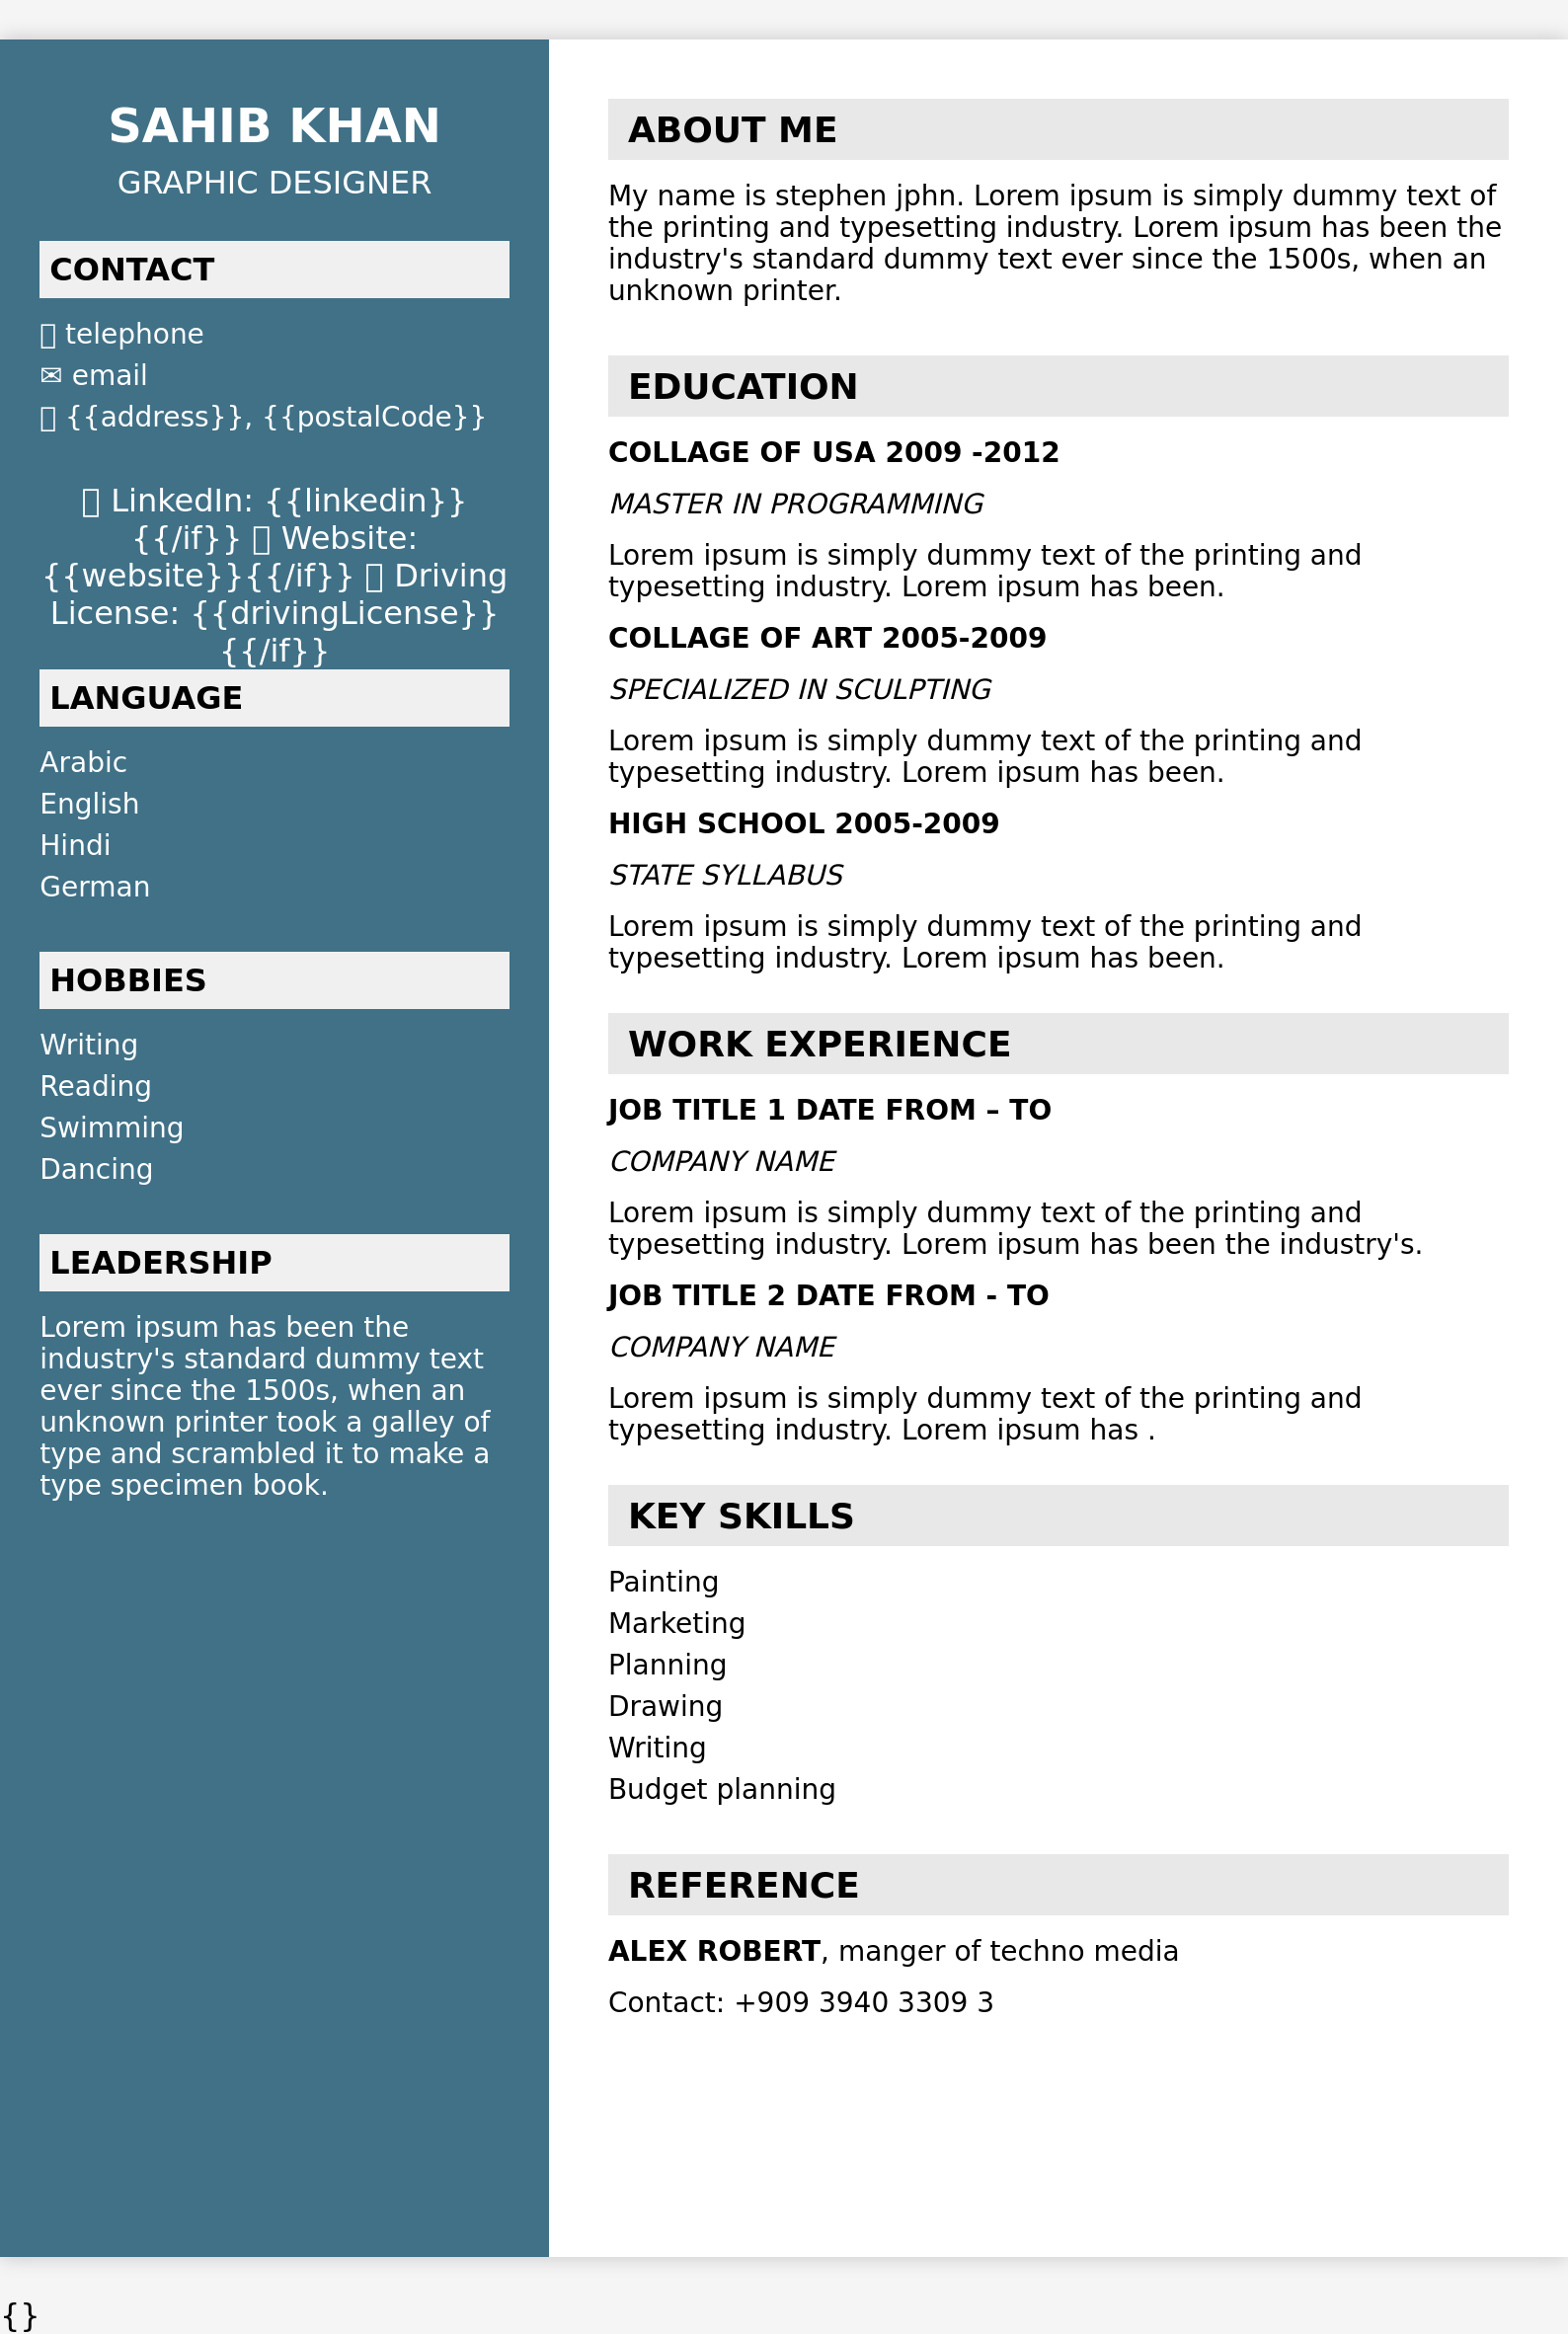 SAHIB KHAN
GRAPHIC DESIGNER
CONTACT
telephone
✉ email
{{address}}, {{postalCode}}
LinkedIn: {{linkedin}}
{{/if}} Website:
{{website}}{{/if}} Driving
License: {{drivingLicense}}
{{/if}}
LANGUAGE
Arabic
English
Hindi
German
HOBBIES
Writing
Reading
Swimming
Dancing
LEADERSHIP
Lorem ipsum has been the
industry's standard dummy text
ever since the 1500s, when an
unknown printer took a galley of
type and scrambled it to make a
type specimen book.
ABOUT ME
My name is stephen jphn. Lorem ipsum is simply dummy text of
the printing and typesetting industry. Lorem ipsum has been the
industry's standard dummy text ever since the 1500s, when an
unknown printer.
EDUCATION
COLLAGE OF USA 2009 -2012
MASTER IN PROGRAMMING
Lorem ipsum is simply dummy text of the printing and
typesetting industry. Lorem ipsum has been.
COLLAGE OF ART 2005-2009
SPECIALIZED IN SCULPTING
Lorem ipsum is simply dummy text of the printing and
typesetting industry. Lorem ipsum has been.
HIGH SCHOOL 2005-2009
STATE SYLLABUS
Lorem ipsum is simply dummy text of the printing and
typesetting industry. Lorem ipsum has been.
WORK EXPERIENCE
JOB TITLE 1 DATE FROM – TO
COMPANY NAME
Lorem ipsum is simply dummy text of the printing and
typesetting industry. Lorem ipsum has been the industry's.
JOB TITLE 2 DATE FROM - TO
COMPANY NAME
Lorem ipsum is simply dummy text of the printing and
typesetting industry. Lorem ipsum has .
KEY SKILLS
Painting
Marketing
Planning
Drawing
Writing
Budget planning
REFERENCE
ALEX ROBERT, manger of techno media
Contact: +909 3940 3309 3
{}